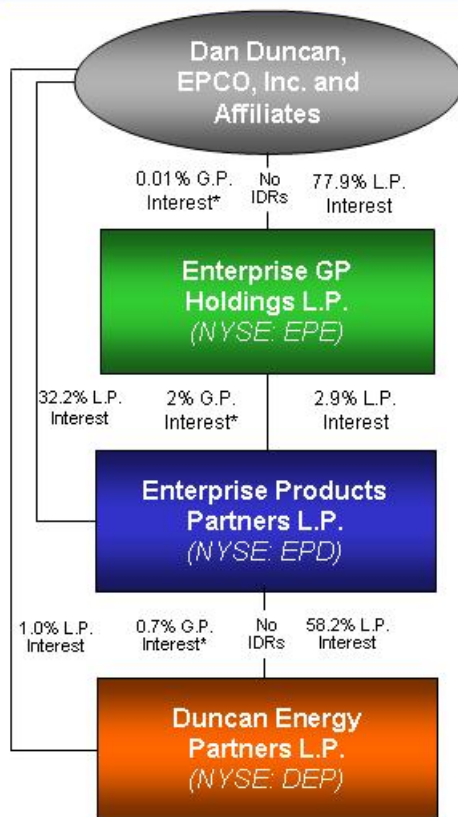 Dan Duncan,
EPCO, Inc. and
Affiliates
0.01% G.P.
Interest*
No
IDRs
77.9% L.P.
Interest
Enterprise GP
Holdings L.P.
(NYSE: EPE)
32.2% L.P.
Interest
2% G.P.
Interest*
2.9% L.P.
Interest
Enterprise Products
Partners L.P.
(NYSE: EPD)
1.0% L.P.
Interest
0.7% G.P.
Interest*
No
IDRs
58.2% L.P.
Interest
Duncan Energy
Partners L.P.
(NYSE: DEP)